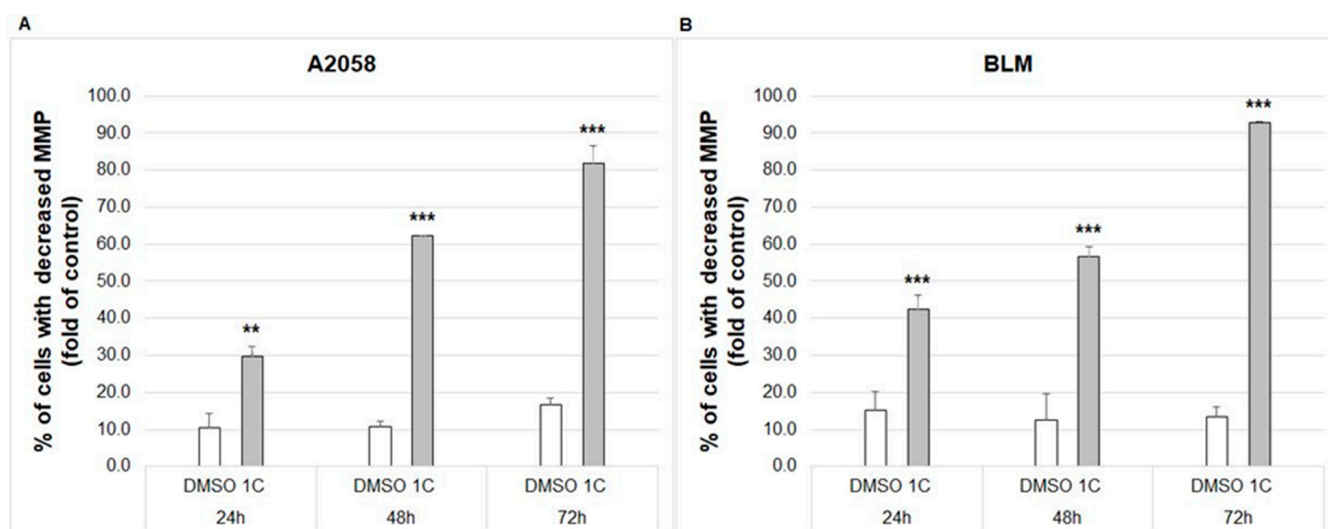 A
A2058
% of cells with decreased MMP
(fold of control)
100.0
90.0
80.0
70.0
60.0
50.0
40.0
30.0
20.0
10.0
0.0
**
***
***
DMSO 1C DMSO 1C DMSO 1C
24h 48h 72h
B
BLM
% of cells with decreased MMP
(fold of control)
100.0
90.0
80.0
70.0
60.0
50.0
40.0
30.0
20.0
10.0
0.0
***
***
***
DMSO 1C DMSO 1C DMSO 1C
24h 48h 72h